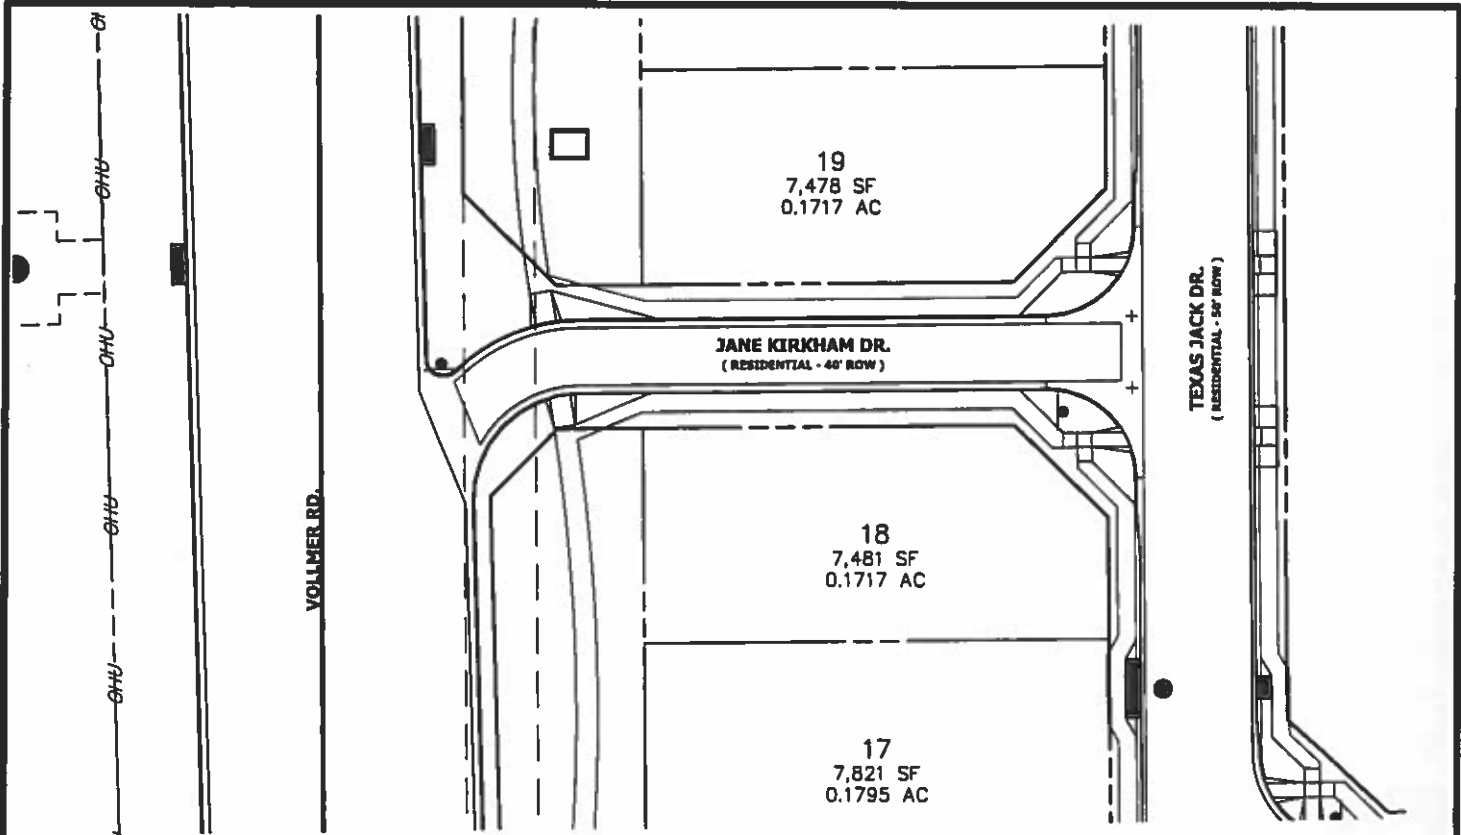 OHU
19
7,478 SF
0.1717 AC
OHU
JANE KIRKHAM DR.
( RESIDENTIAL - 40' ROW )
TEXAS JACK DR.
( RESIDENTIAL - 50' ROW )
OHU
VOLLMER RD.
18
7,481 SF
0.1717 AC
OHU
17
7,821 SF
0.1795 AC